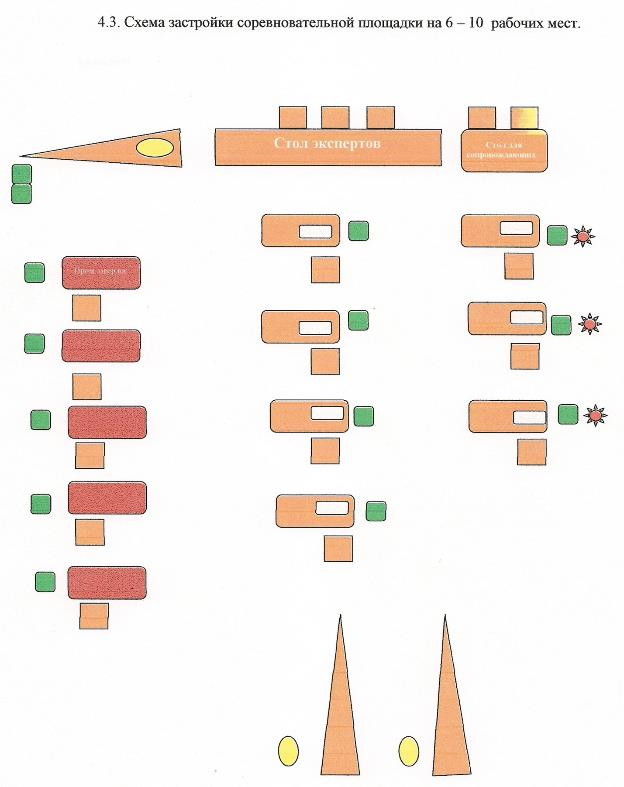 4.3. Схема застройки соревновательной площадки на 6 – 10 рабочих мест.
Стол экспертов
Стол для
сопровождающих